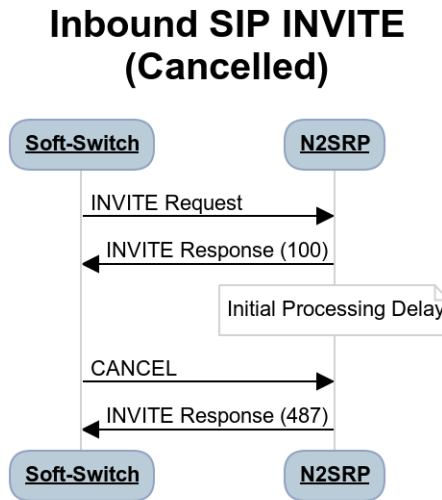 Inbound SIP INVITE
(Cancelled)
Soft-Switch
N2SRP
INVITE Request
INVITE Response (100)
Initial Processing Delay
CANCEL
INVITE Response (487)
Soft-Switch
N2SRP